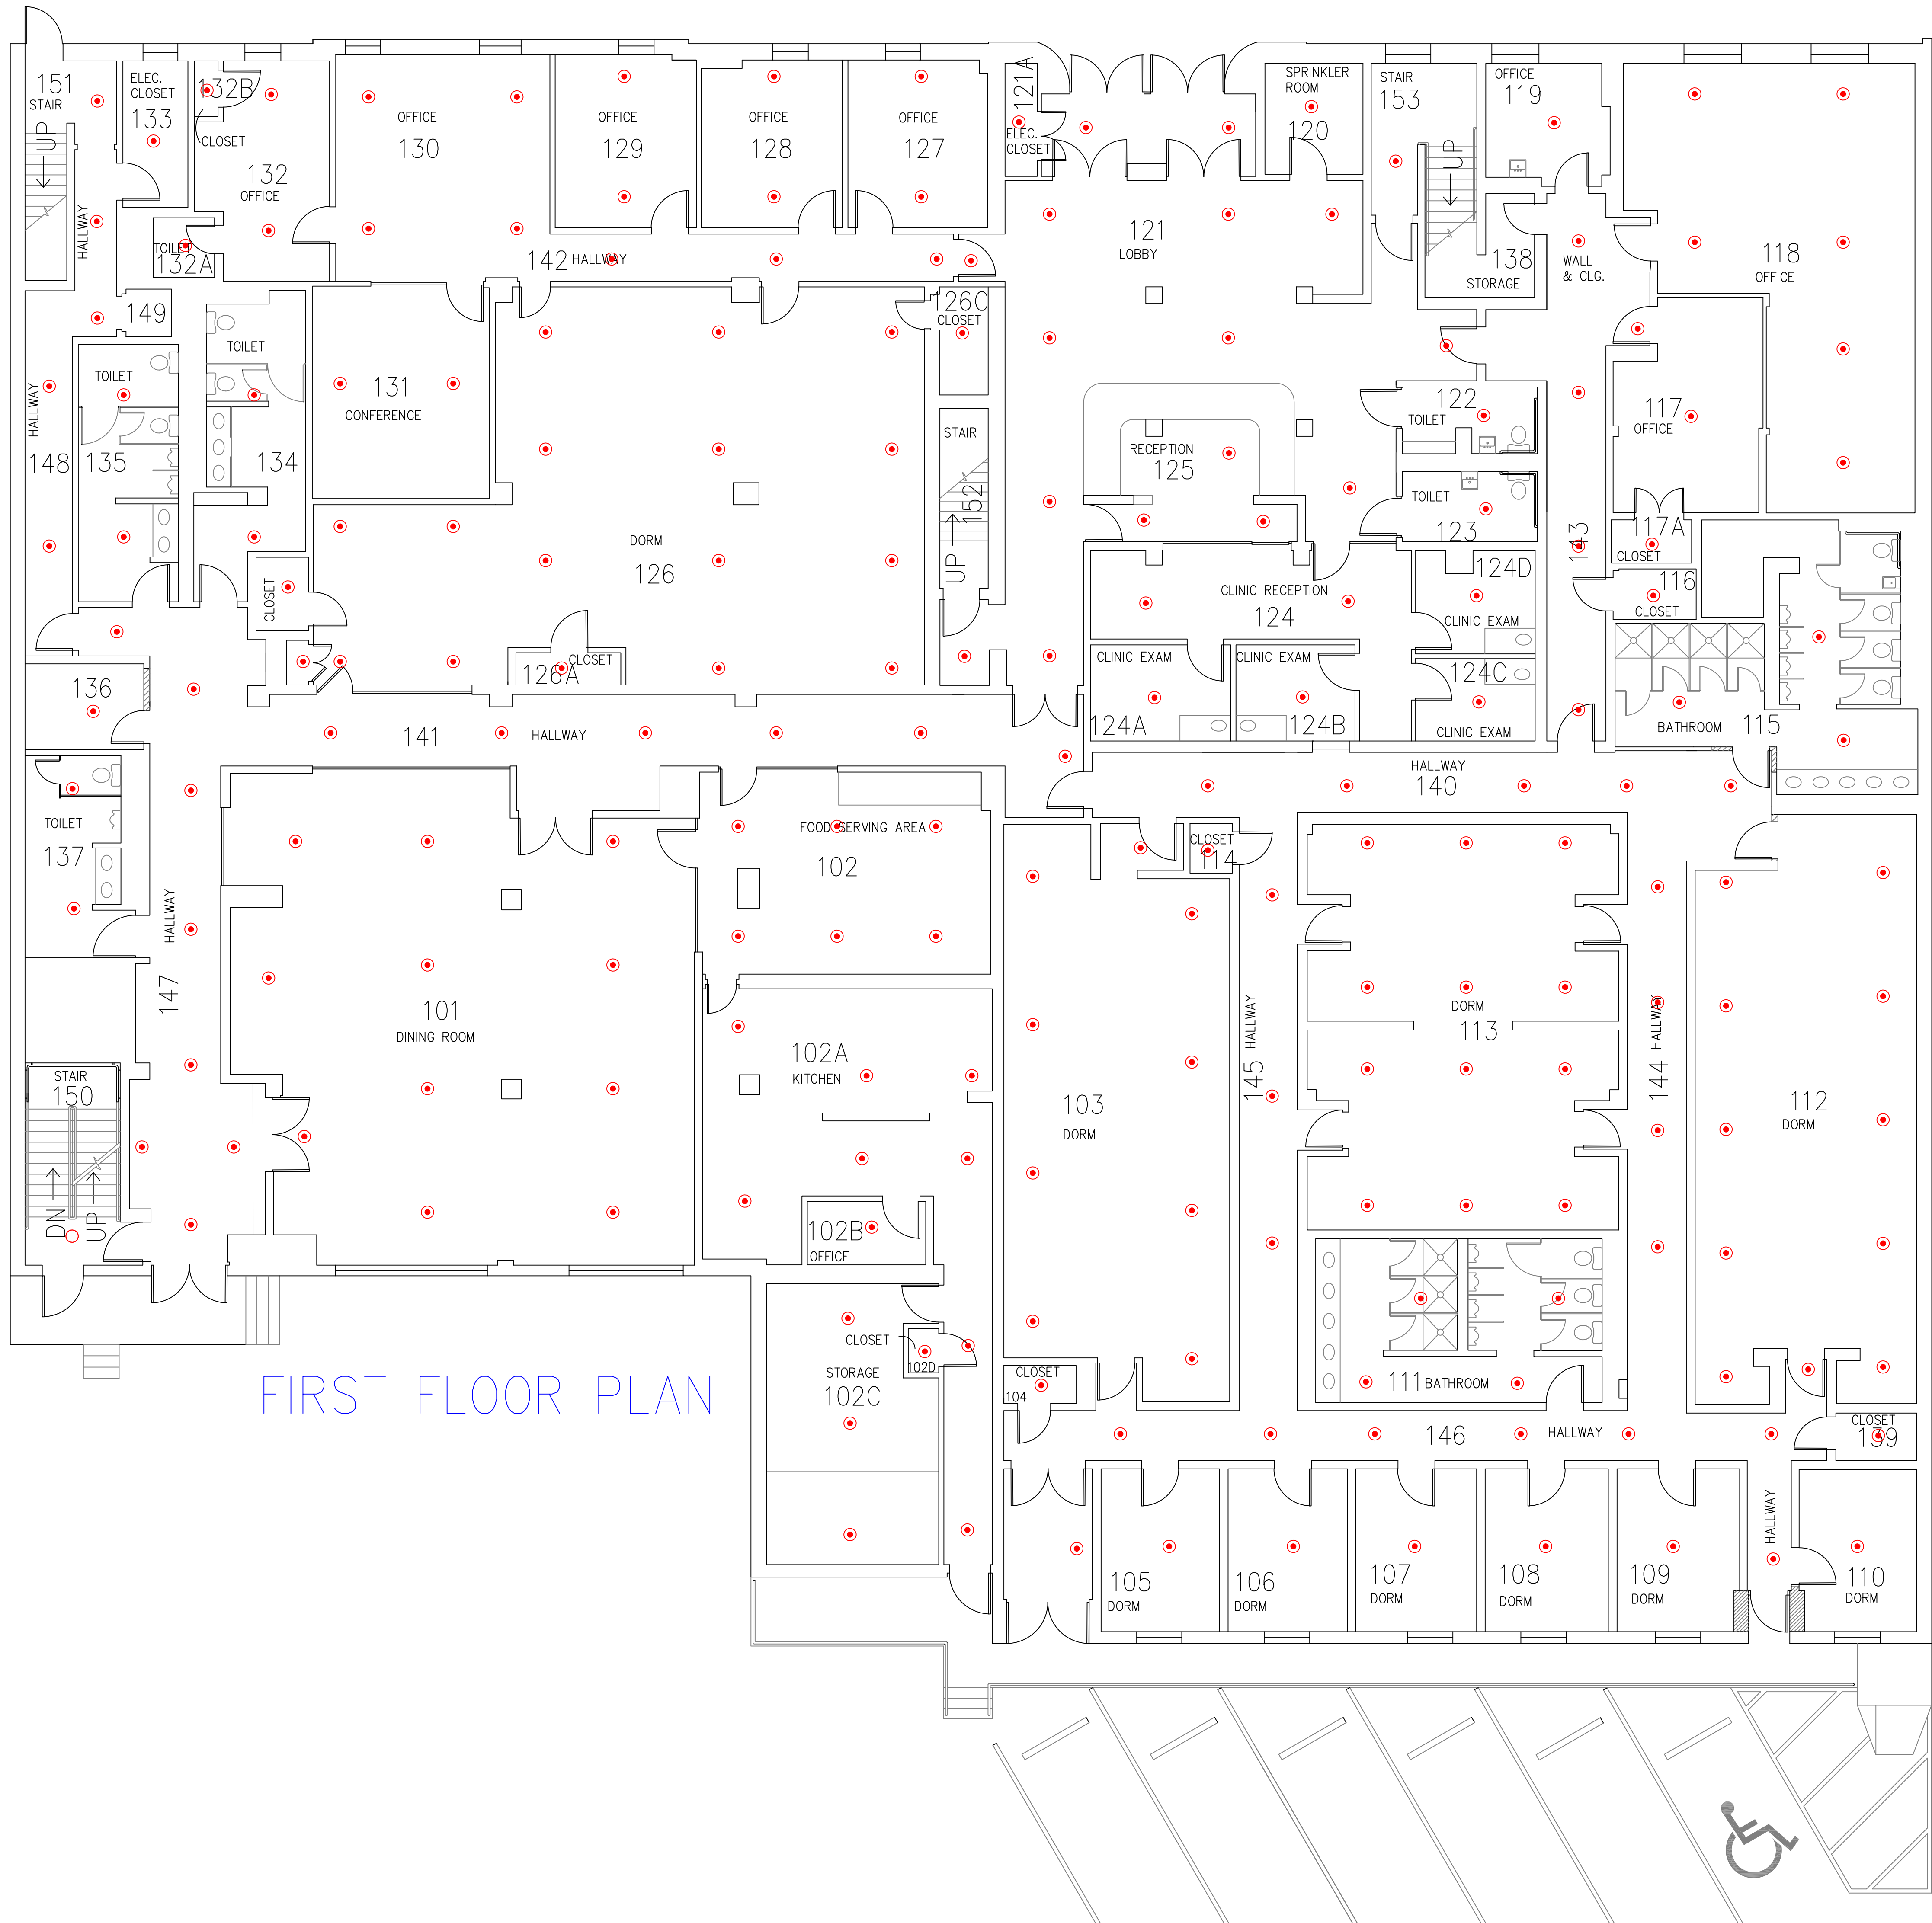 151
STAIR
UP
ELEC.
CLOSET
133
132B
CLOSET
132
OFFICE
OFFICE
130
OFFICE
129
OFFICE
128
OFFICE
127
121A
ELEC.
CLOSET
SPRINKLER
ROOM
120
STAIR
153
UP
OFFICE
119
HALLWAY
TOILET
132A
142 HALLWAY
121
LOBBY
138
STORAGE
WALL
& CLG.
118
OFFICE
149
TOILET
126C
CLOSET
TOILET
131
CONFERENCE
HALLWAY
148
135
134
STAIR
152
UP
RECEPTION
125
122
TOILET
TOILET
123
117
OFFICE
143
117A
CLOSET
116
CLOSET
DORM
126
CLOSET
CLINIC RECEPTION
124
124D
CLINIC EXAM
CLOSET
126A
CLINIC EXAM
124A
CLINIC EXAM
124B
124C
CLINIC EXAM
BATHROOM 115
136
141 HALLWAY
HALLWAY
140
TOILET
137
FOOD SERVING AREA
102
CLOSET
114
HALLWAY
147
101
DINING ROOM
102A
KITCHEN
103
DORM
145 HALLWAY
DORM
113
144 HALLWAY
112
DORM
STAIR
150
DN
UP
102B
OFFICE
CLOSET
102D
STORAGE
102C
CLOSET
104
111 BATHROOM
146 HALLWAY
CLOSET
139
FIRST FLOOR PLAN
HALLWAY
105
DORM
106
DORM
107
DORM
108
DORM
109
DORM
110
DORM